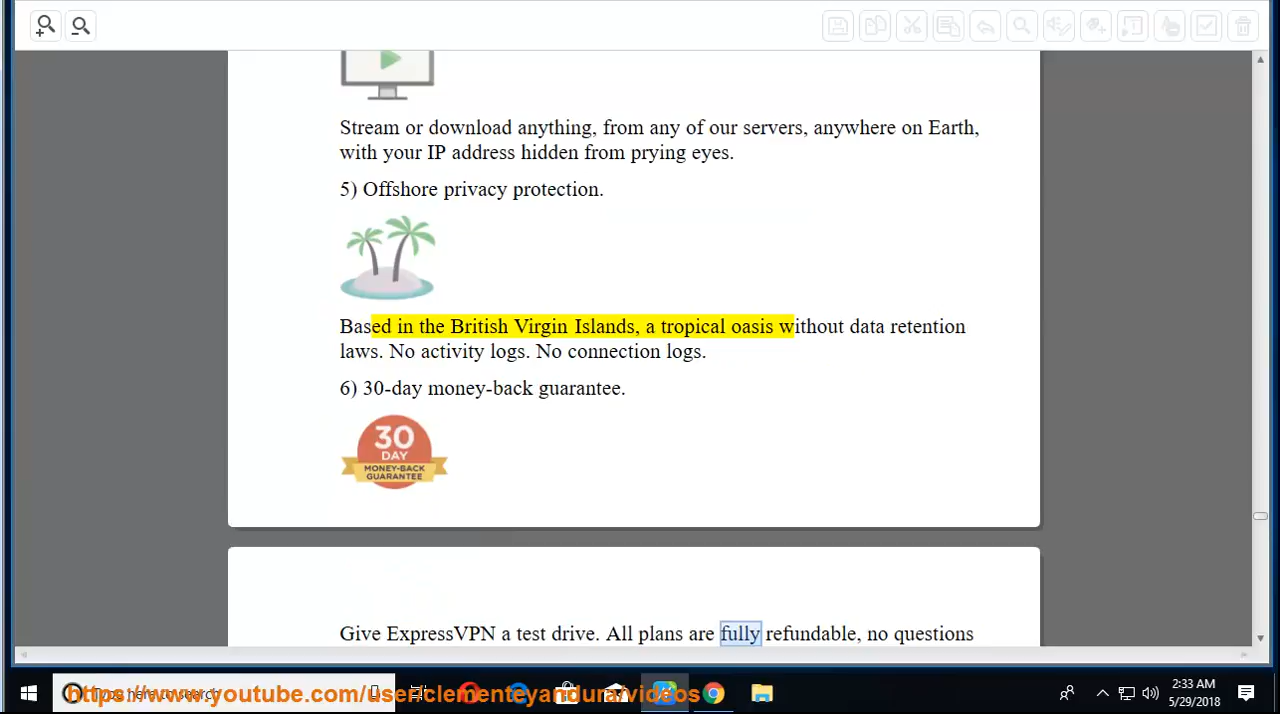 Stream or download anything, from any of our servers, anywhere on Earth,
with your IP address hidden from prying eyes.
5) Offshore privacy protection.
Based in the British Virgin Islands, a tropical oasis without data retention
laws. No activity logs. No connection logs.
6) 30-day money-back guarantee.
30
DAY
MONEY-BACK
GUARANTEE
Give ExpressVPN a test drive. All plans are fully refundable, no questions
Type here to search
https://www.youtube.com/user/clementeyandura/videos
2:33 AM
5/29/2018